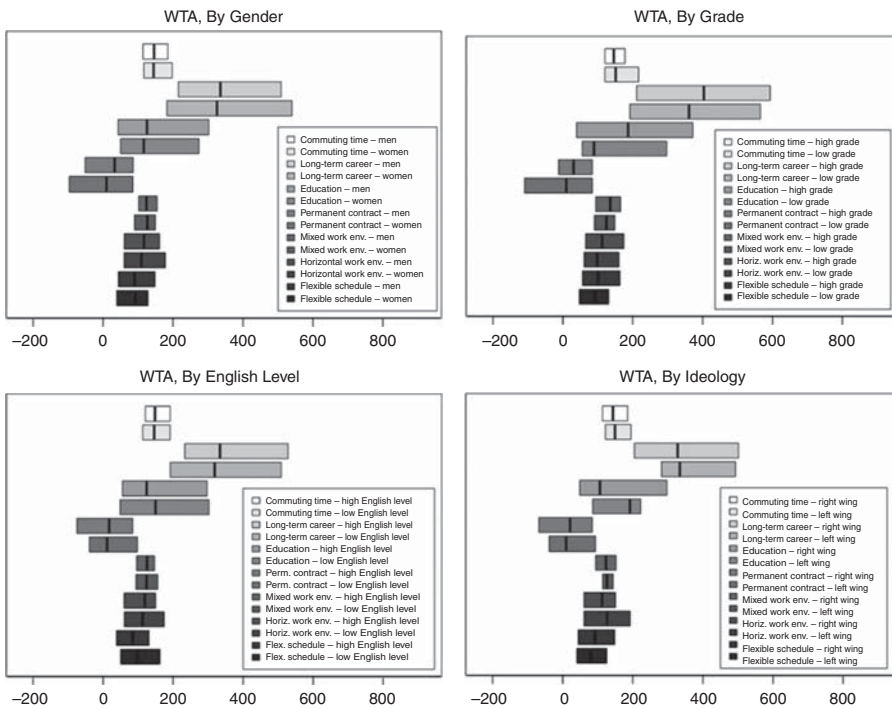 WTA, By Gender
Commuting time – men
Commuting time – women
Long-term career – men
Long-term career – women
Education – men
Education – women
Permanent contract – men
Permanent contract – women
Mixed work env. – men
Mixed work env. – women
Horizontal work env. – men
Horizontal work env. – women
Flexible schedule – men
Flexible schedule – women
–200 0 200 400 600 800
WTA, By Grade
Commuting time – high grade
Commuting time – low grade
Long-term career – high grade
Long-term career – low grade
Education – high grade
Education – low grade
Permanent contract – high grade
Permanent contract – low grade
Mixed work env. – high grade
Mixed work env. – low grade
Horiz. work env. – high grade
Horiz. work env. – low grade
Flexible schedule – high grade
Flexible schedule – low grade
–200 0 200 400 600 800
WTA, By English Level
Commuting time – high English level
Commuting time – low English level
Long-term career – high English level
Long-term career – low English level
Education – high English level
Education – low English level
Perm. contract – high English level
Perm. contract – low English level
Mixed work env. – high English level
Mixed work env. – low English level
Horiz. work env. – high English level
Horiz. work env. – low English level
Flex. schedule – high English level
Flex. schedule – low English level
–200 0 200 400 600 800
WTA, By Ideology
Commuting time – right wing
Commuting time – left wing
Long-term career – right wing
Long-term career – left wing
Education – right wing
Education – left wing
Permanent contract – right wing
Permanent contract – left wing
Mixed work env. – right wing
Mixed work env. – left wing
Horiz. work env. – right wing
Horiz. work env. – left wing
Flexible schedule – right wing
Flexible schedule – left wing
–200 0 200 400 600 800